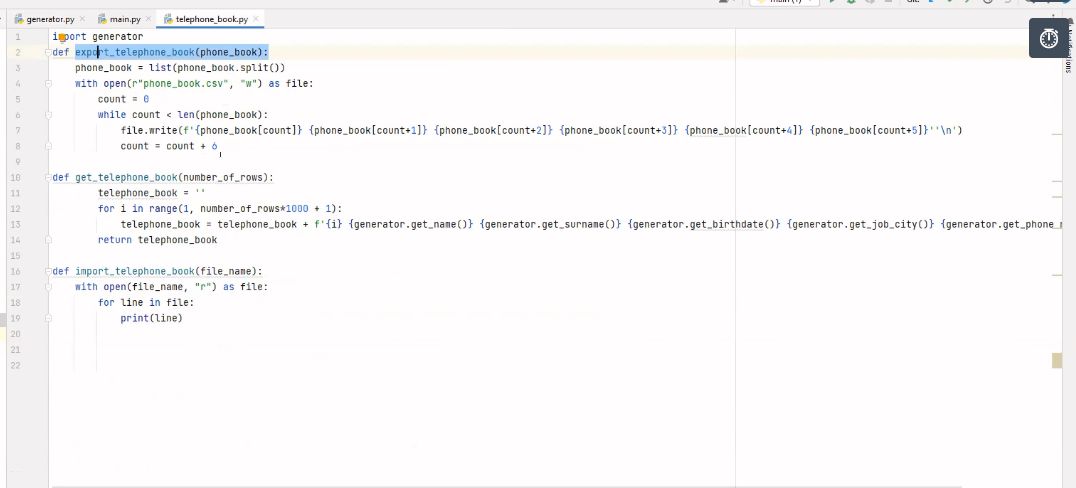 generator.py main.py telephone_book.py
1 import generator
2 def export_telephone_book(phone_book):
3 phone_book = list(phone_book.split())
4 with open(r"phone_book.csv", "w") as file:
5 count = 0
6 while count < len(phone_book):
7 file.write(f'{phone_book[count]} {phone_book[count+1]} {phone_book[count+2]} {phone_book[count+3]} {phone_book[count+4]} {phone_book[count+5]}''\n')
8 count = count + 6
9
10 def get_telephone_book(number_of_rows):
11 telephone_book = ''
12 for i in range(1, number_of_rows*1000 + 1):
13 telephone_book = telephone_book + f'{i} {generator.get_name()} {generator.get_surname()} {generator.get_birthdate()} {generator.get_job_city()} {generator.get_phone_
14 return telephone_book
15
16 def import_telephone_book(file_name):
17 with open(file_name, "r") as file:
18 for line in file:
19 print(line)
20
21
22